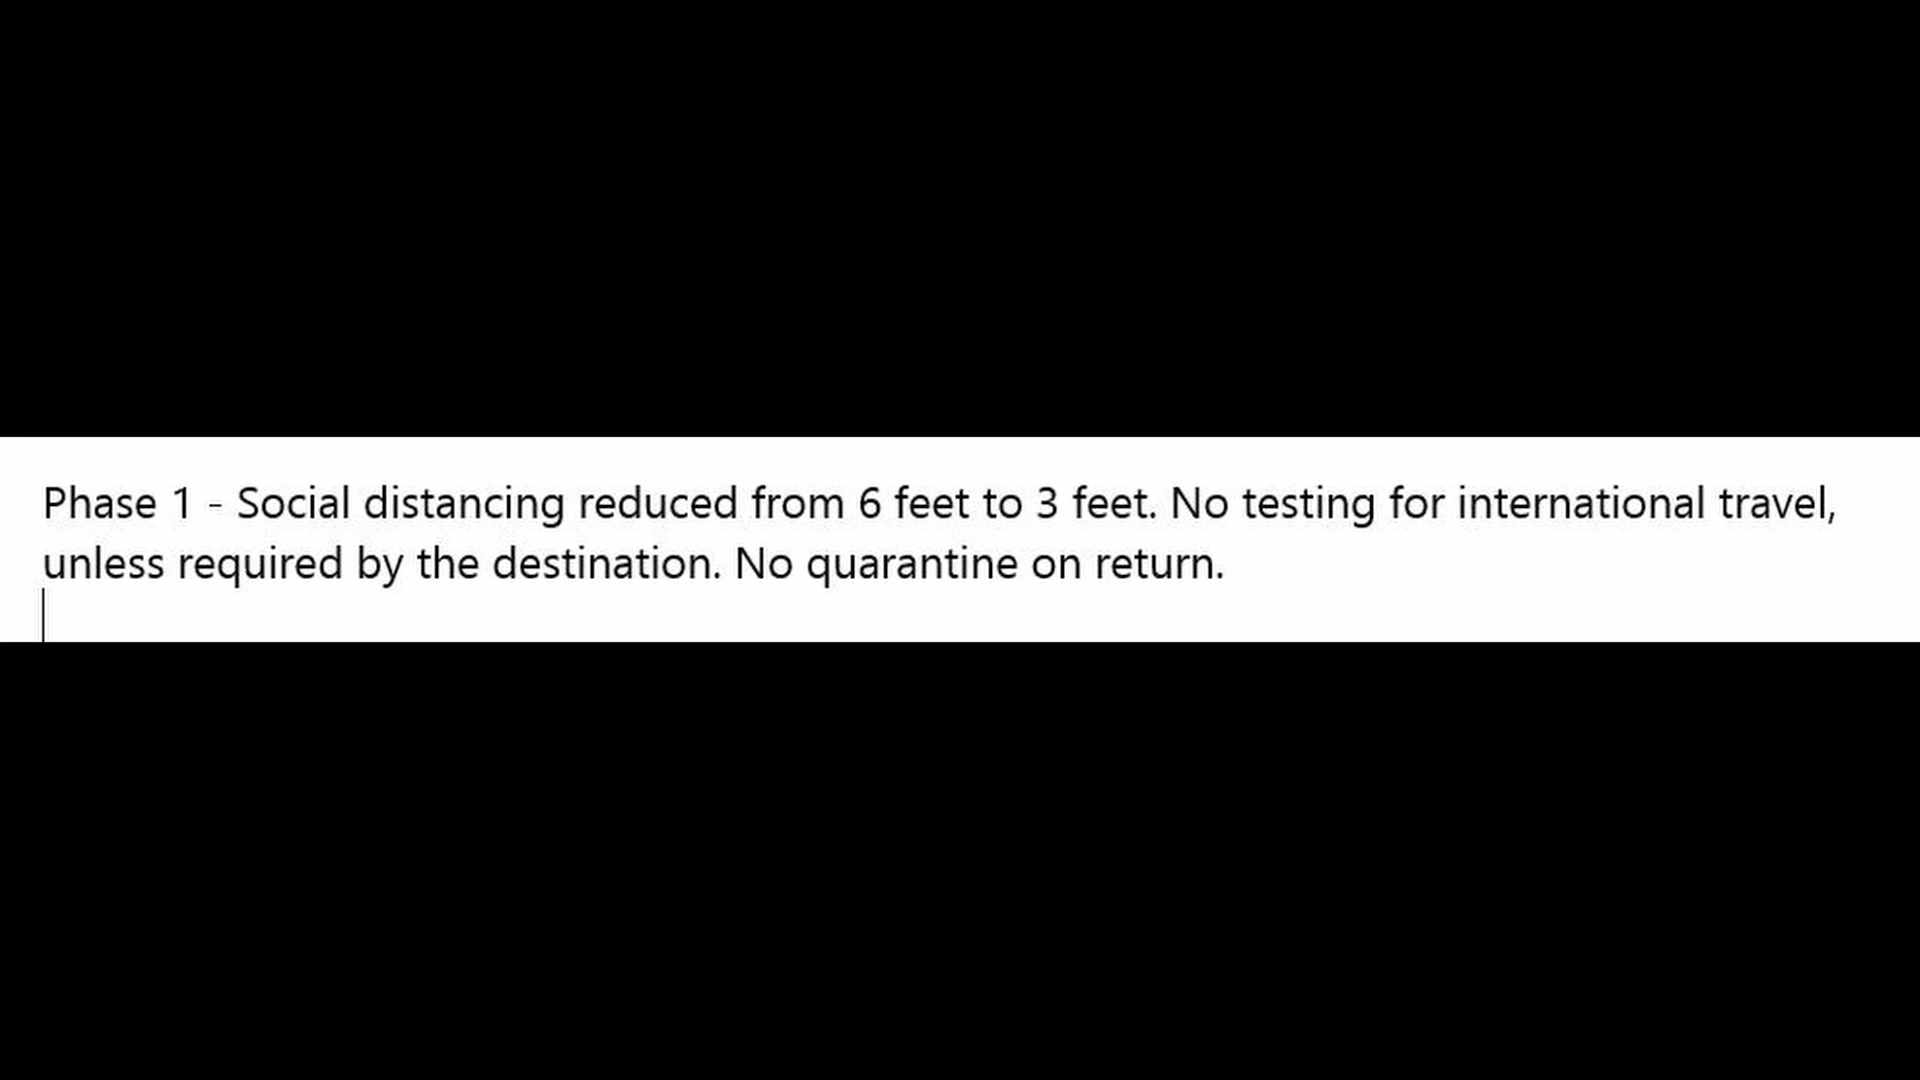 Phase 1 - Social distancing reduced from 6 feet to 3 feet. No testing for international travel,
unless required by the destination. No quarantine on return.